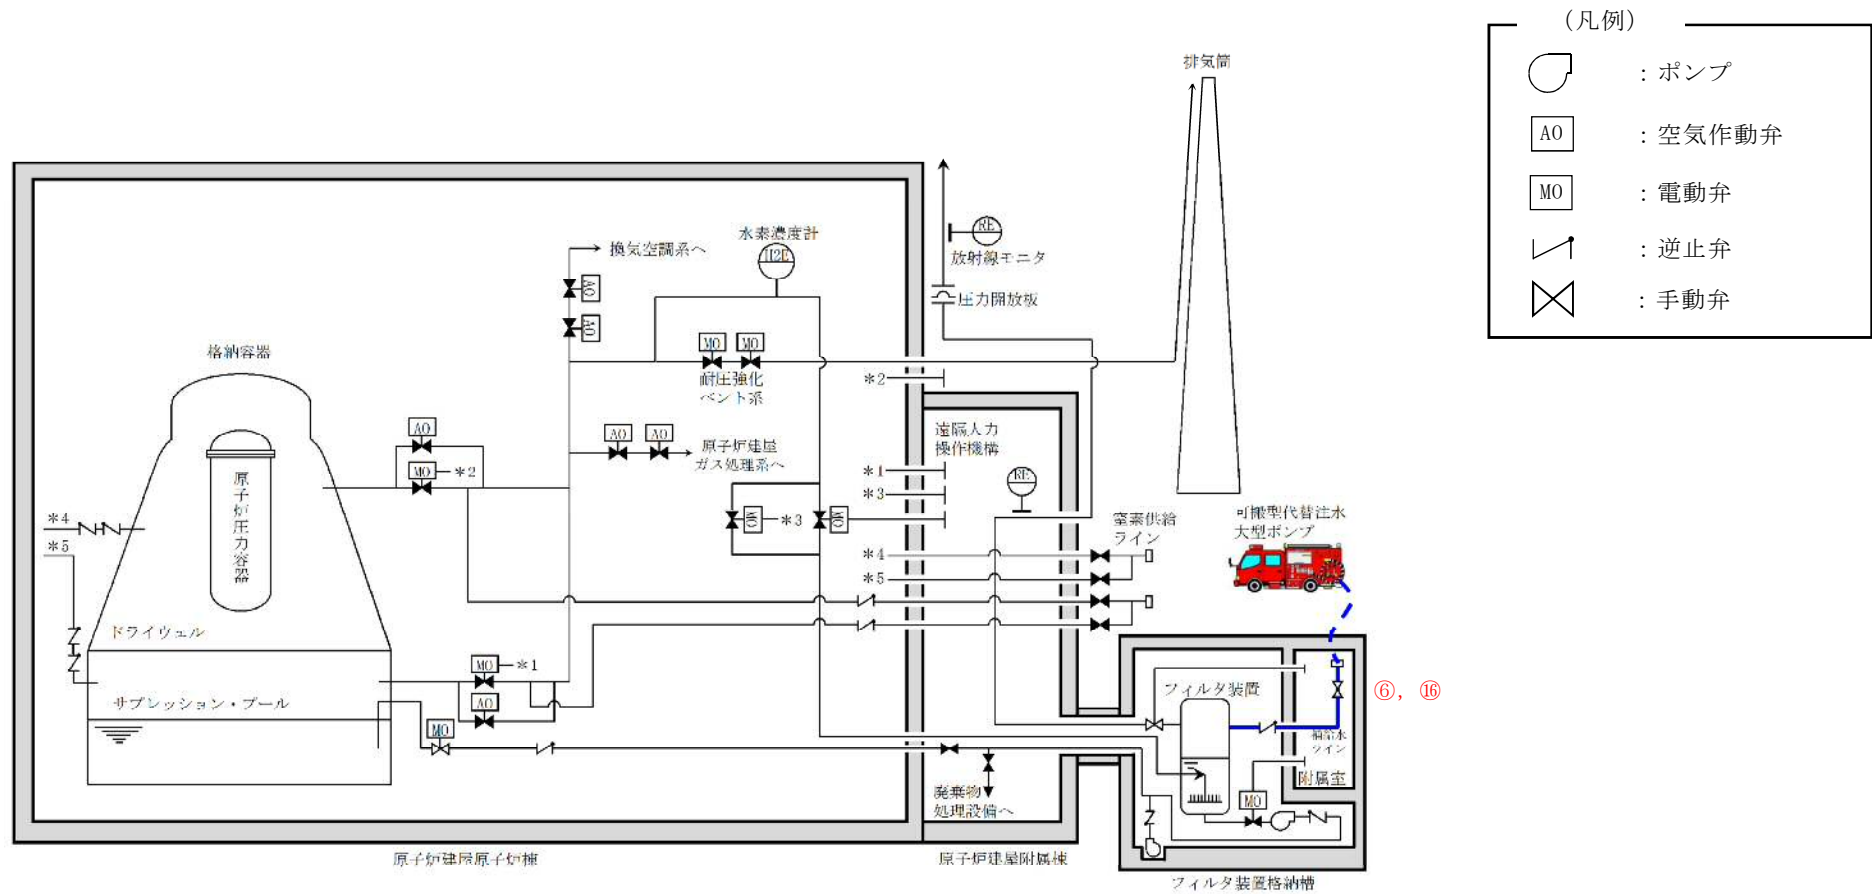 （凡例）
：ポンプ
AO
：空気作動弁
MO
：電動弁
：逆止弁
：手動弁
排気筒
RE
放射線モニタ
圧力開放板
水素濃度計
H2E
換気空調系へ
AO
AO
格納容器
MO
MO
耐圧強化
ベント系
＊2
AO
MO
＊2
AO
AO
原子炉建屋
ガス処理系へ
遠隔人力
操作機構
＊1
＊3
RE
原子炉圧力容器
＊4
＊5
MO
＊3
MO
＊4
＊5
窒素供給
ライン
可搬型代替注水
大型ポンプ
ドライウェル
サプレッション・プール
MO
＊1
AO
MO
フィルタ装置
⑥，⑯
補給水
ライン
附属室
MO
廃棄物
処理設備へ
原子炉建屋原子炉棟
原子炉建屋附属棟
フィルタ装置格納槽